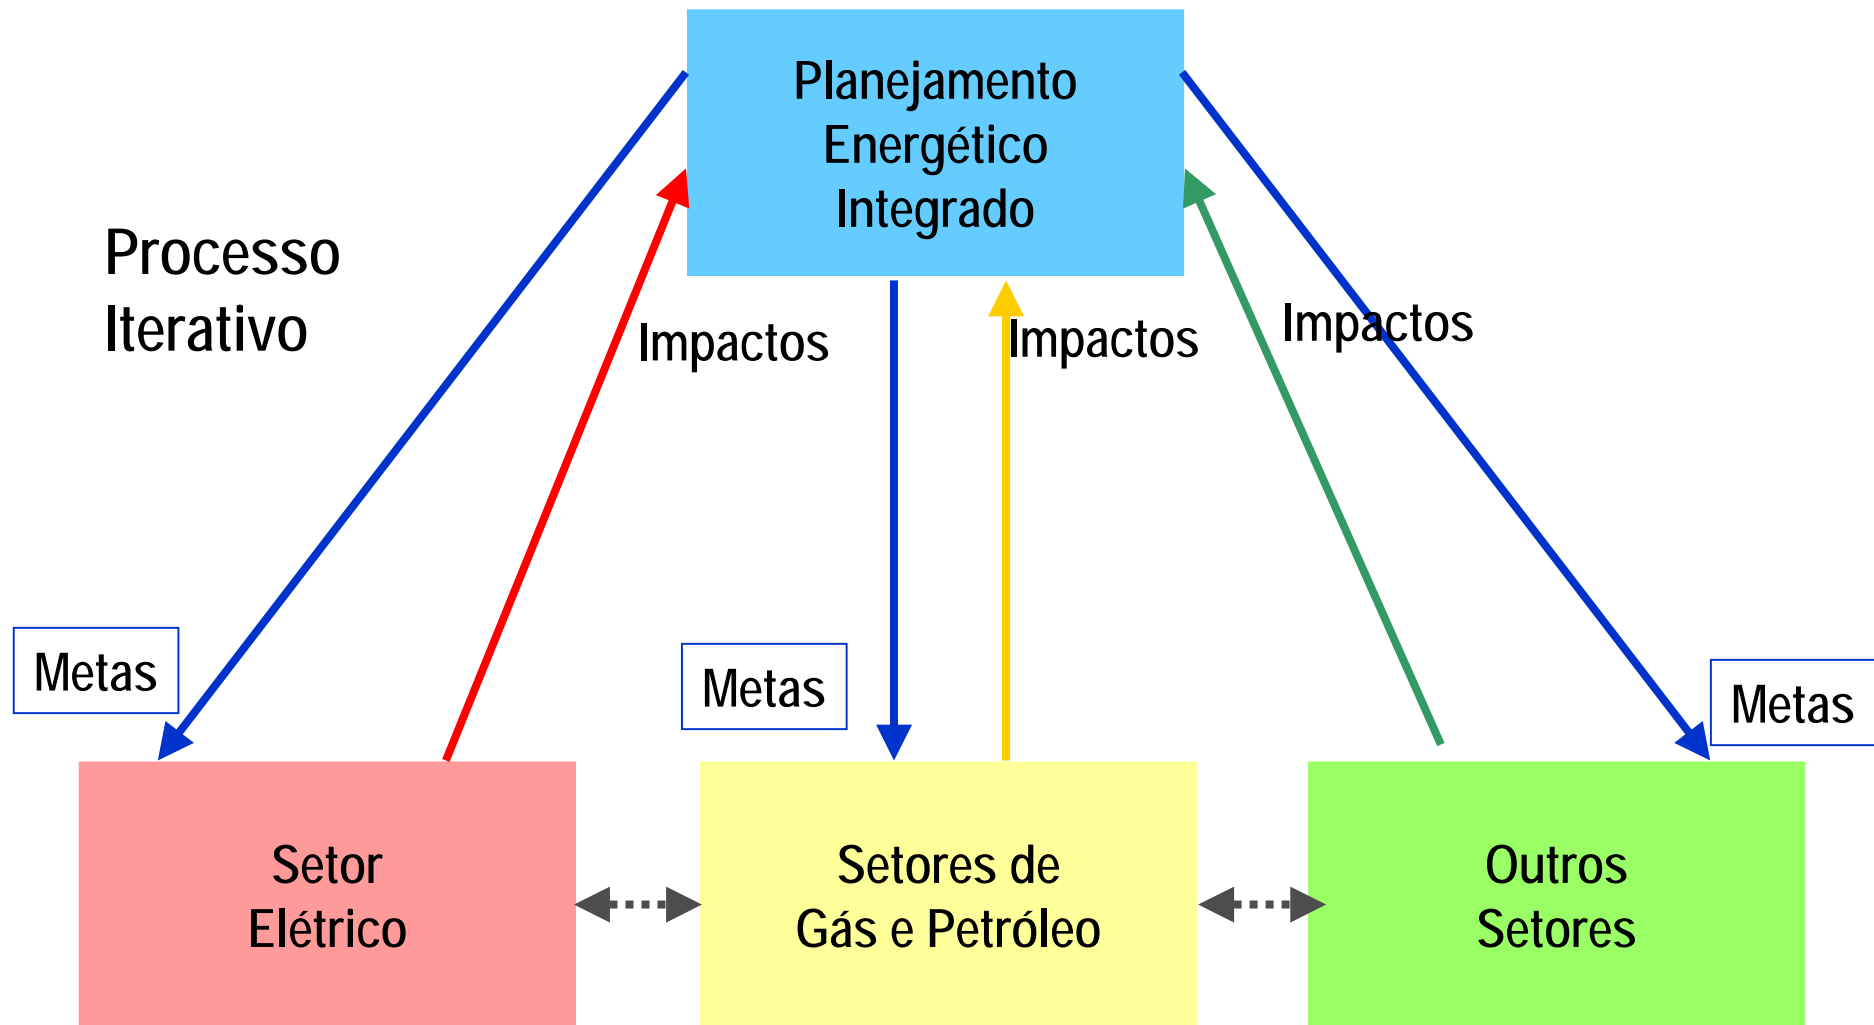 Planejamento
Energético
Integrado
Processo
Iterativo
Impactos
Impactos
Impactos
Metas
Metas
Metas
Setor
Elétrico
Setores de
Gás e Petróleo
Outros
Setores